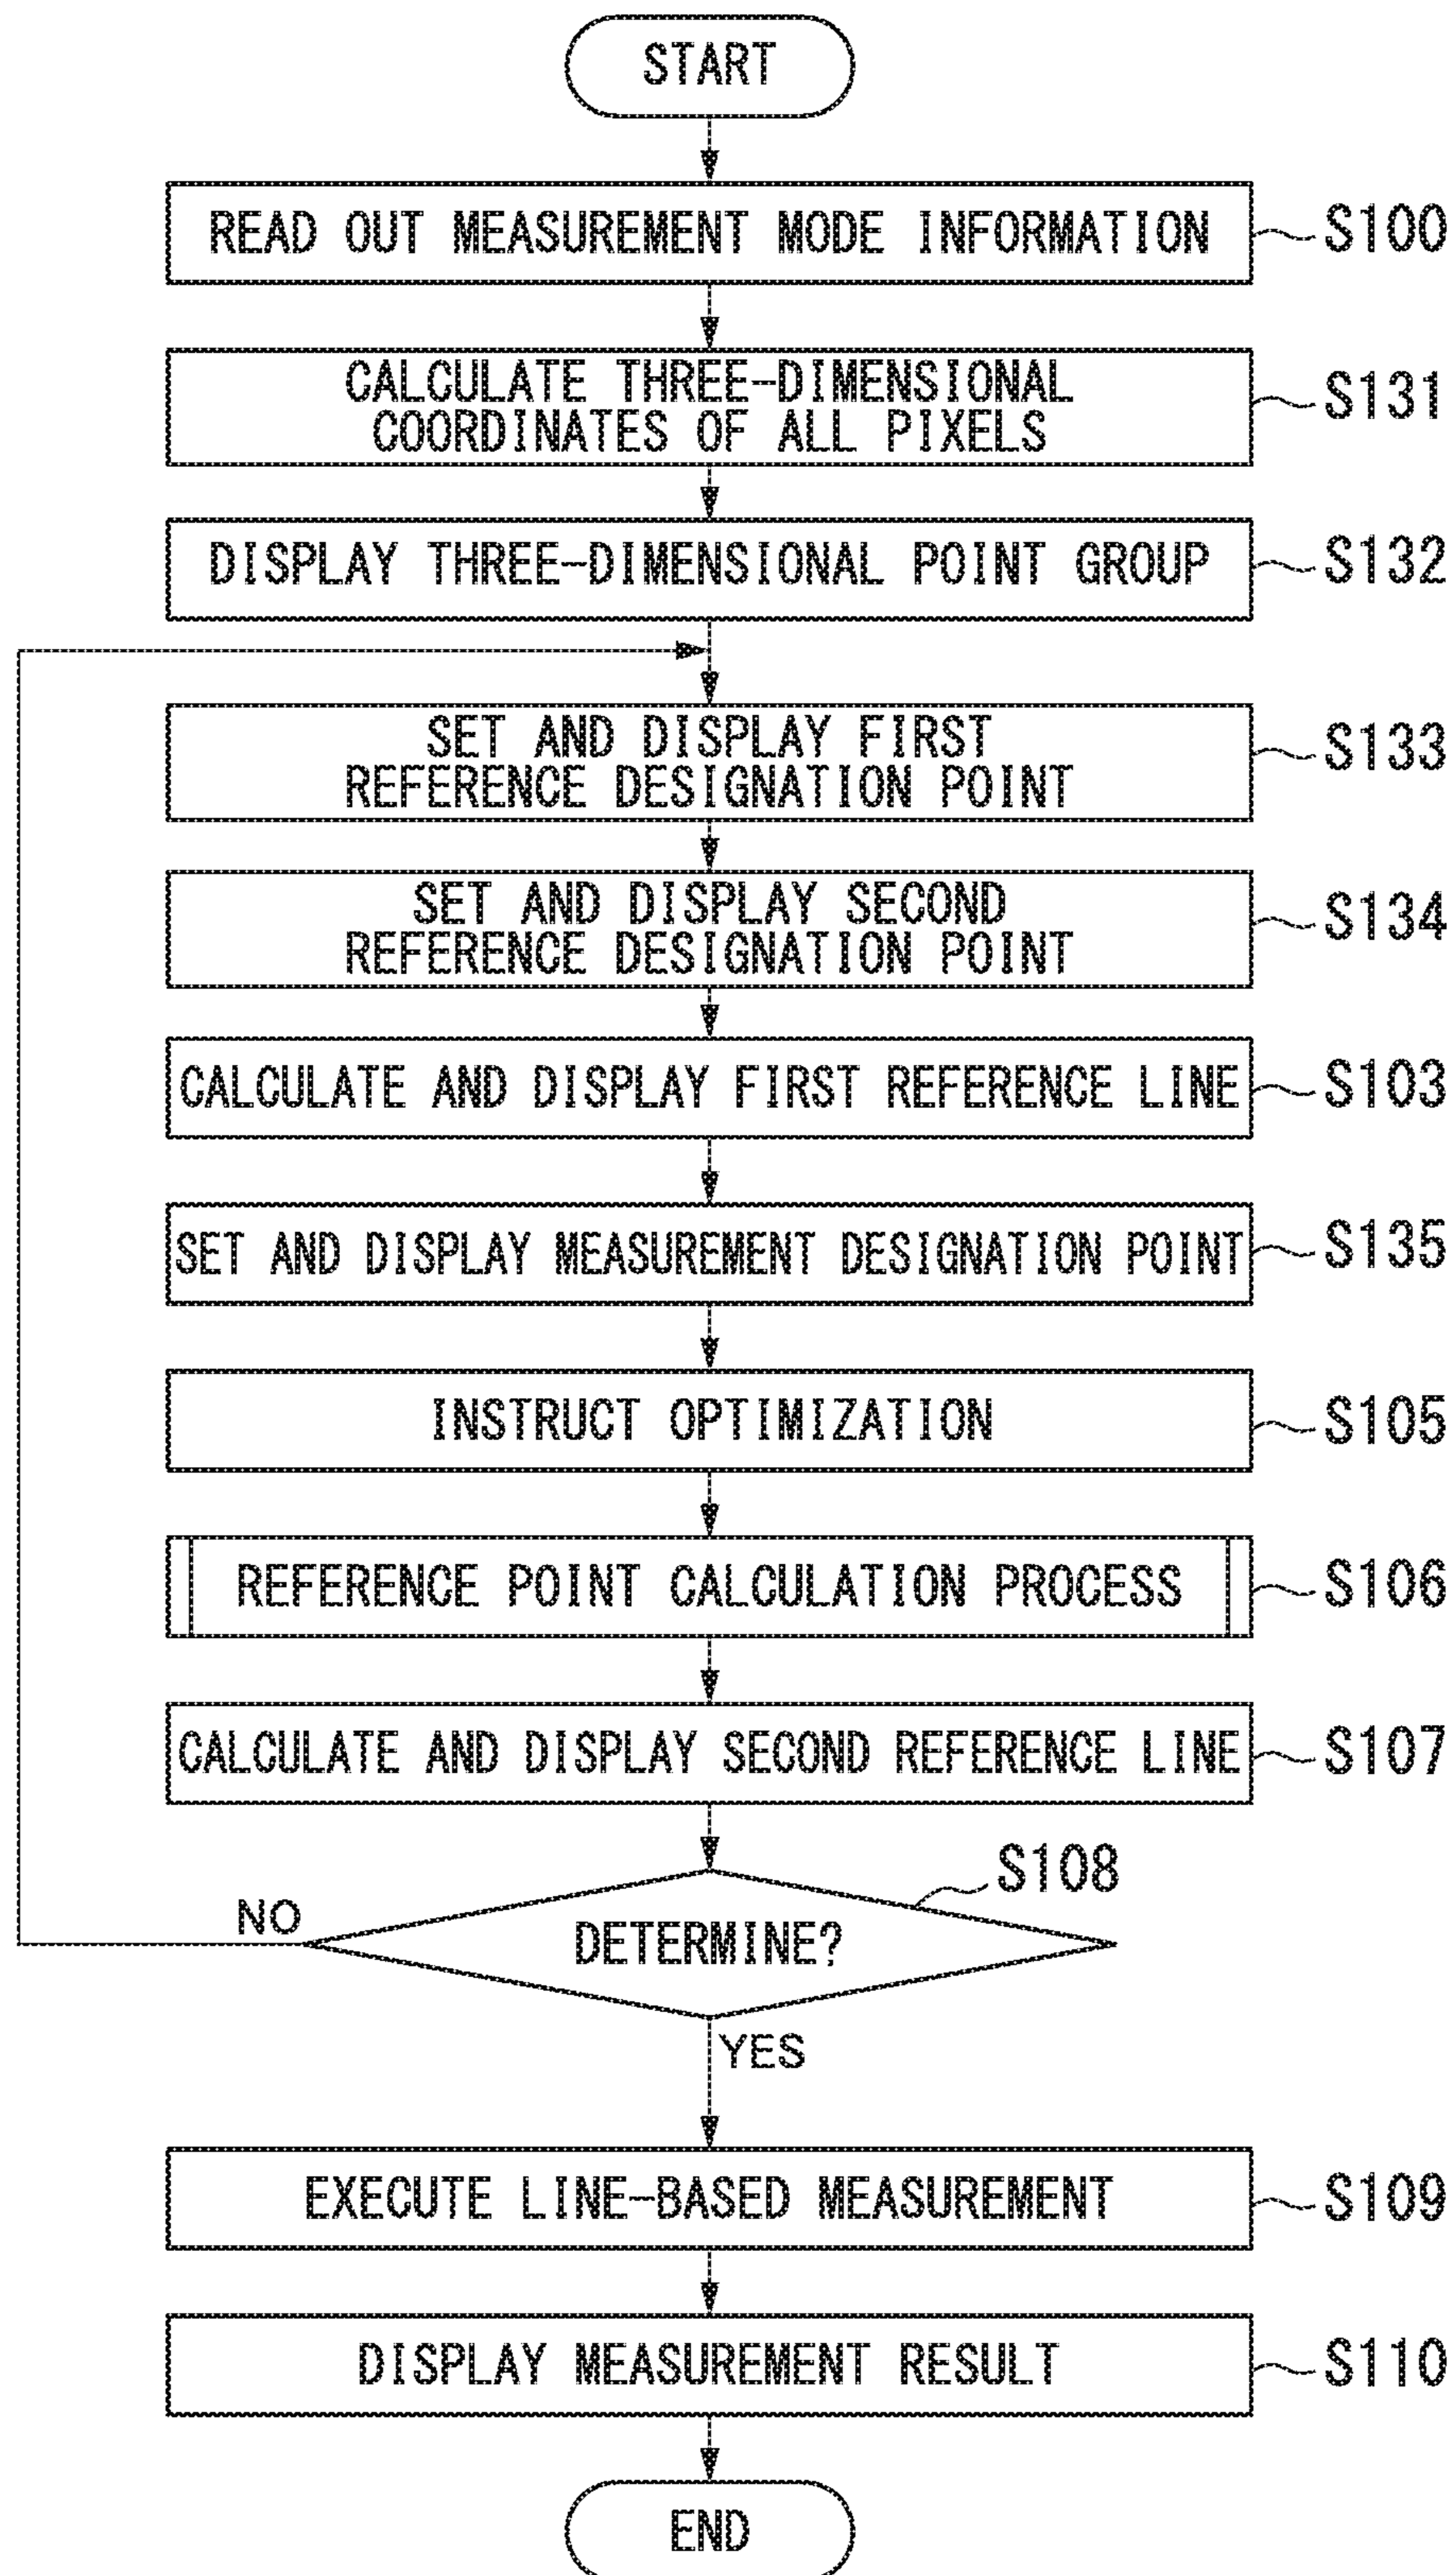 START
READ OUT MEASUREMENT MODE INFORMATION
S100
CALCULATE THREE-DIMENSIONAL
COORDINATES OF ALL PIXELS
S131
DISPLAY THREE-DIMENSIONAL POINT GROUP
S132
SET AND DISPLAY FIRST
REFERENCE DESIGNATION POINT
S133
SET AND DISPLAY SECOND
REFERENCE DESIGNATION POINT
S134
CALCULATE AND DISPLAY FIRST REFERENCE LINE
S103
SET AND DISPLAY MEASUREMENT DESIGNATION POINT
S135
INSTRUCT OPTIMIZATION
S105
REFERENCE POINT CALCULATION PROCESS
S106
CALCULATE AND DISPLAY SECOND REFERENCE LINE
S107
S108
NO
DETERMINE?
YES
EXECUTE LINE-BASED MEASUREMENT
S109
DISPLAY MEASUREMENT RESULT
S110
END